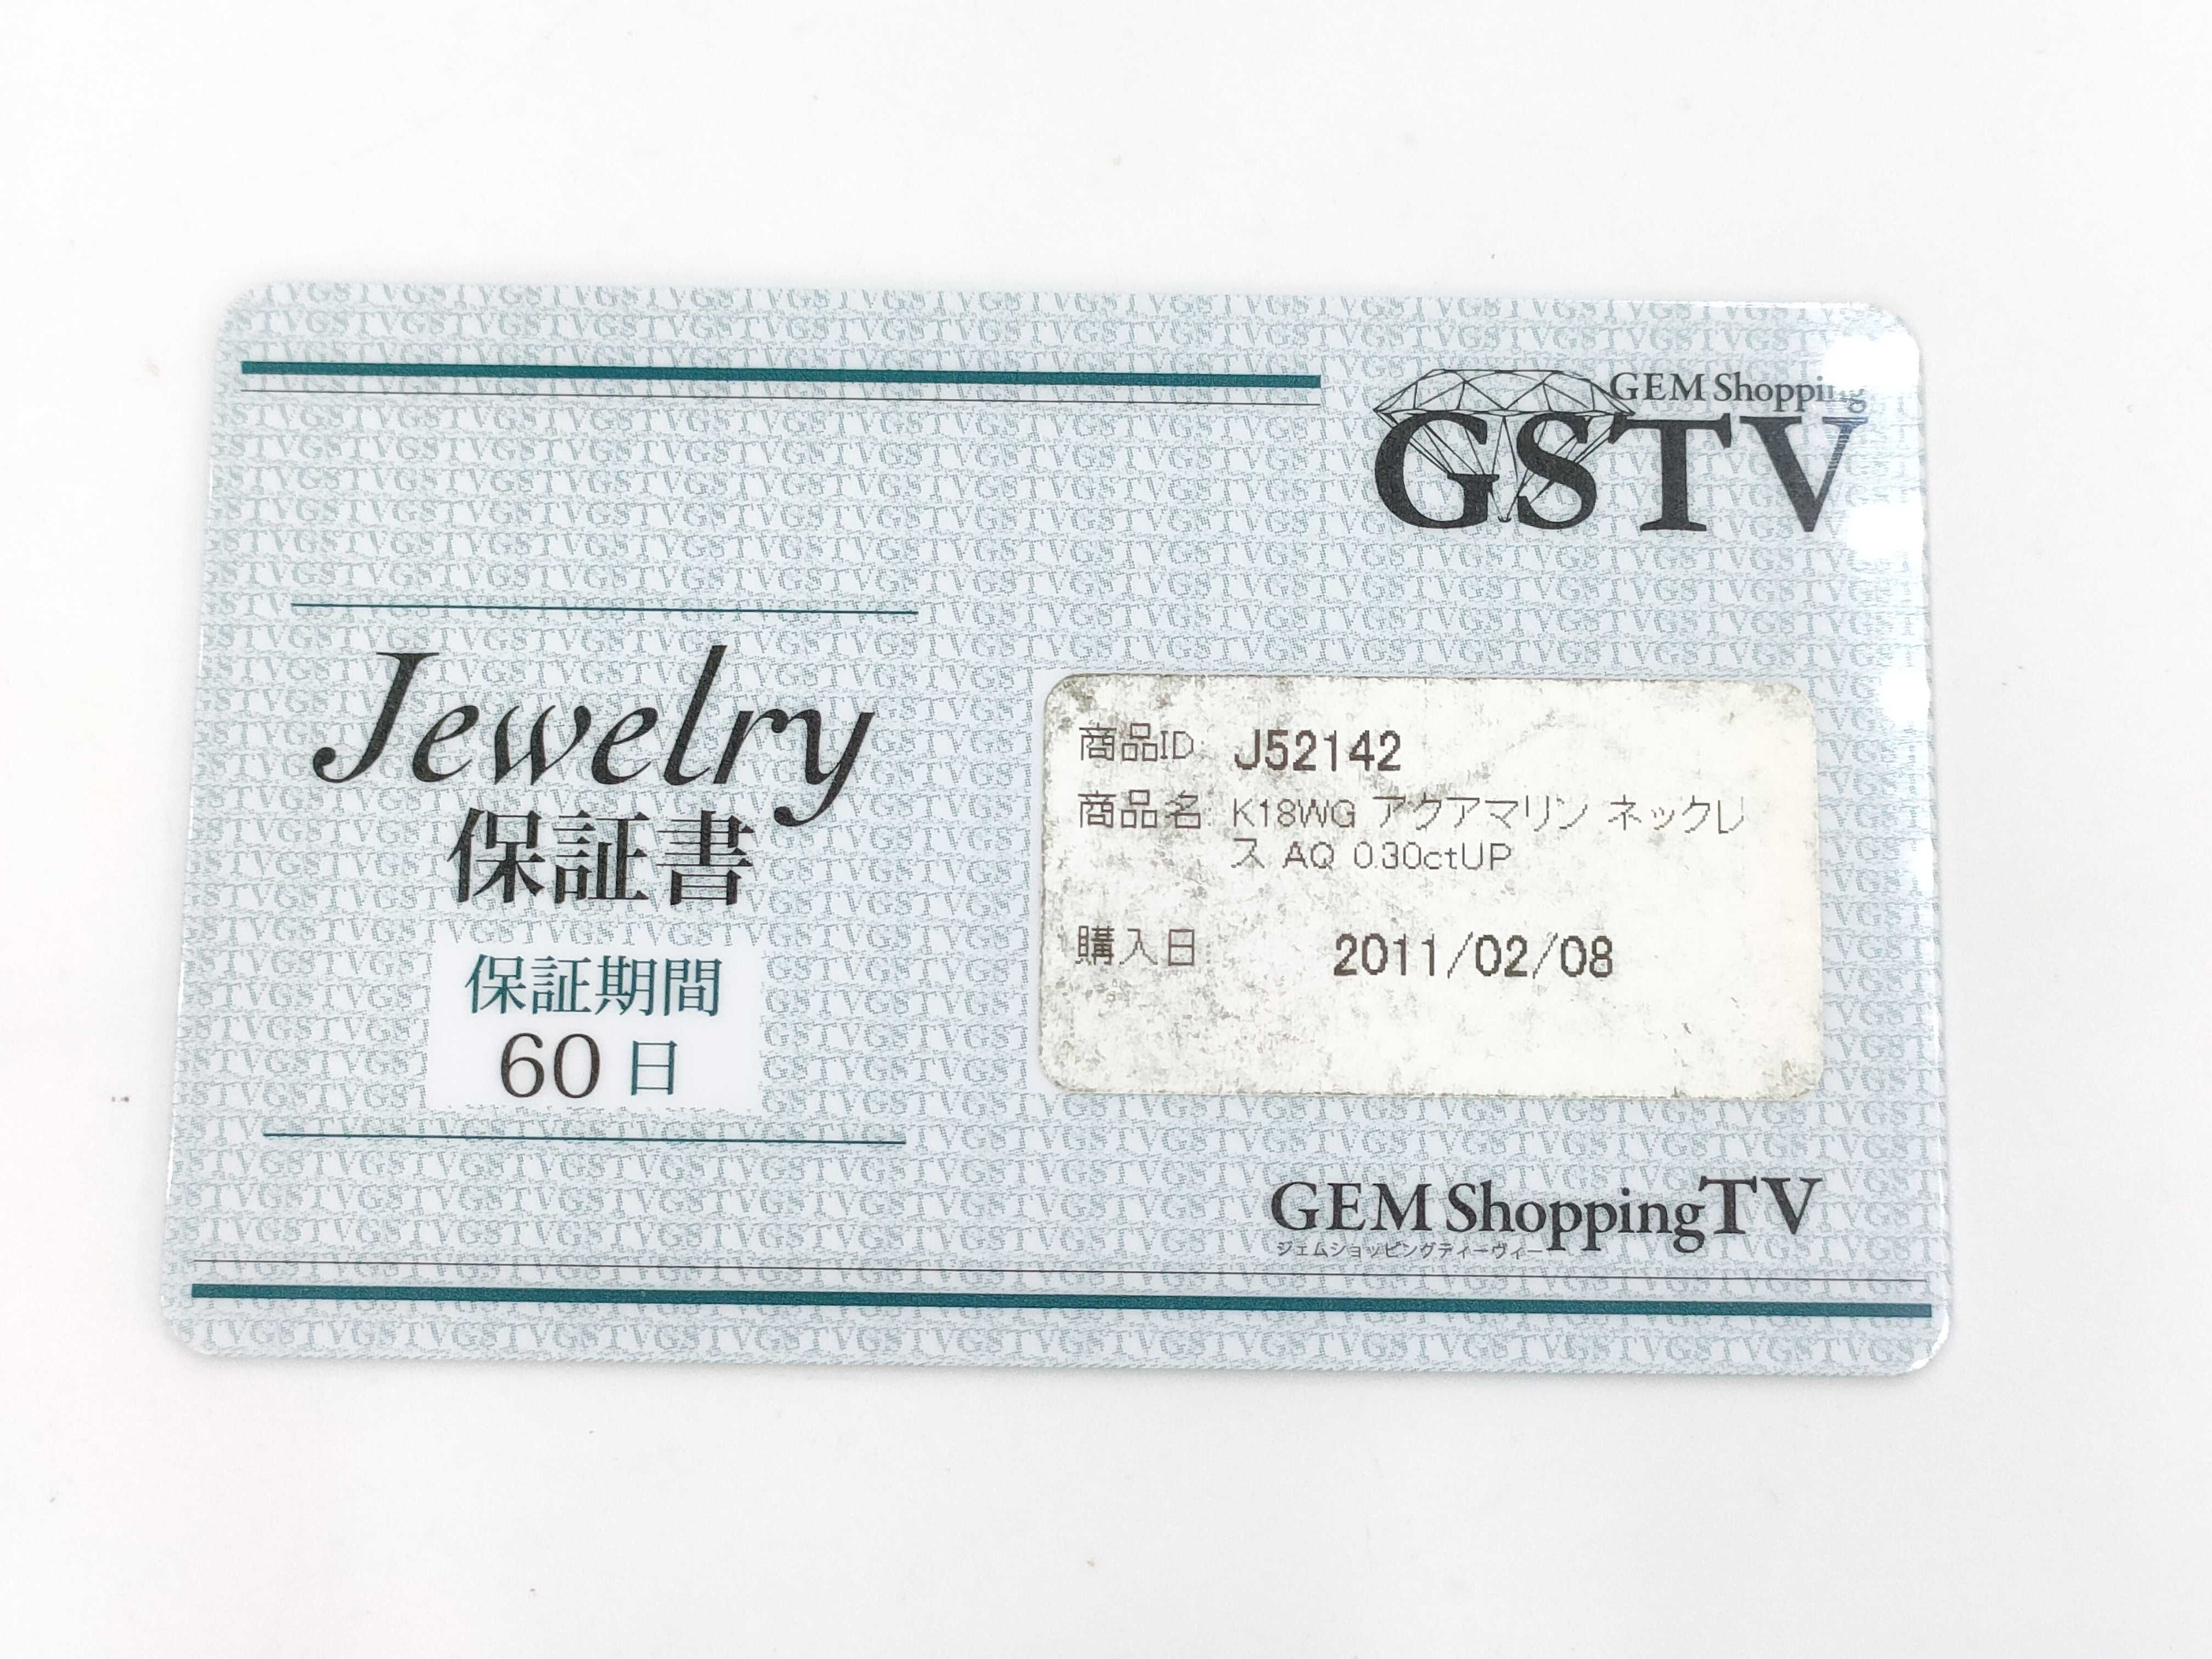 GEM Shopping
GSTV
Jewelry
保証書
保証期間
60 日
商品ID: J52142
商品名: K18WG アクアマリン ネックレ
ス AQ 0.30ctUP
購入日 2011/02/08
GEM ShoppingTV
ジェムショッピングティーヴィー